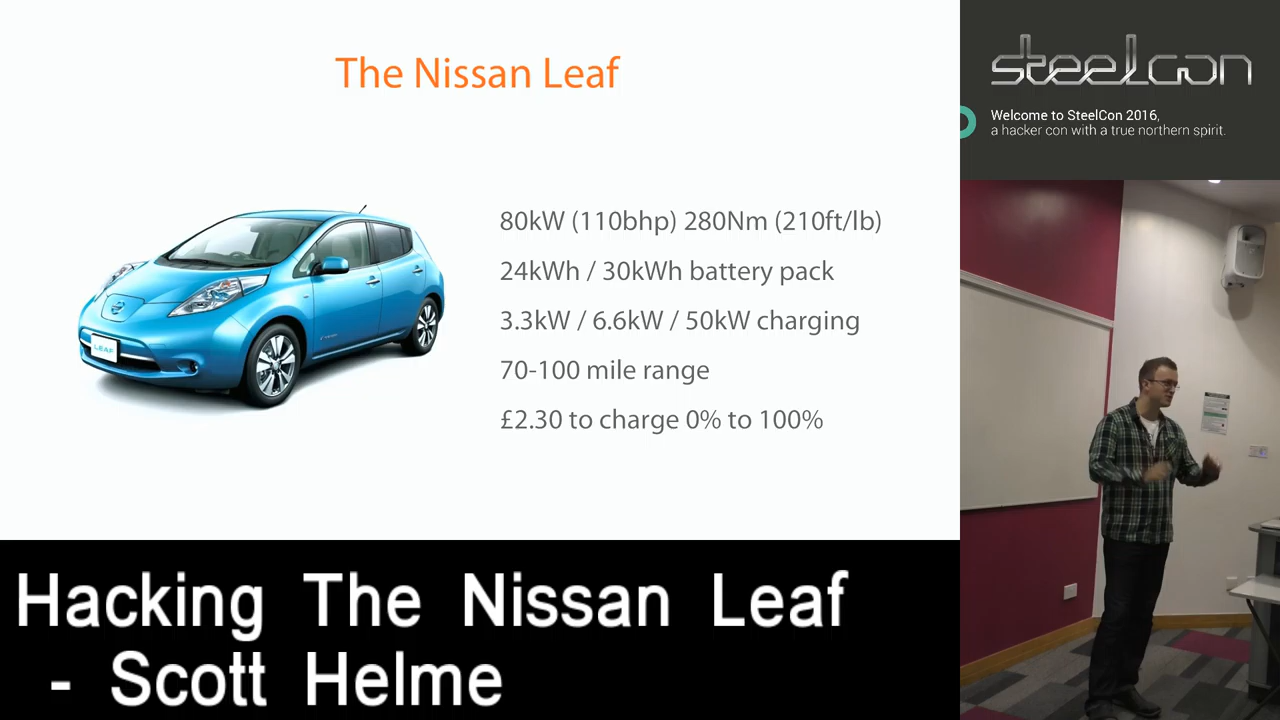 The Nissan Leaf
80kW (110bhp) 280Nm (210ft/lb)
24kWh / 30kWh battery pack
3.3kW / 6.6kW / 50kW charging
70-100 mile range
£2.30 to charge 0% to 100%
LEAF
steelcon
Welcome to SteelCon 2016,
a hacker con with a true northern spirit.
Hacking The Nissan Leaf
- Scott Helme